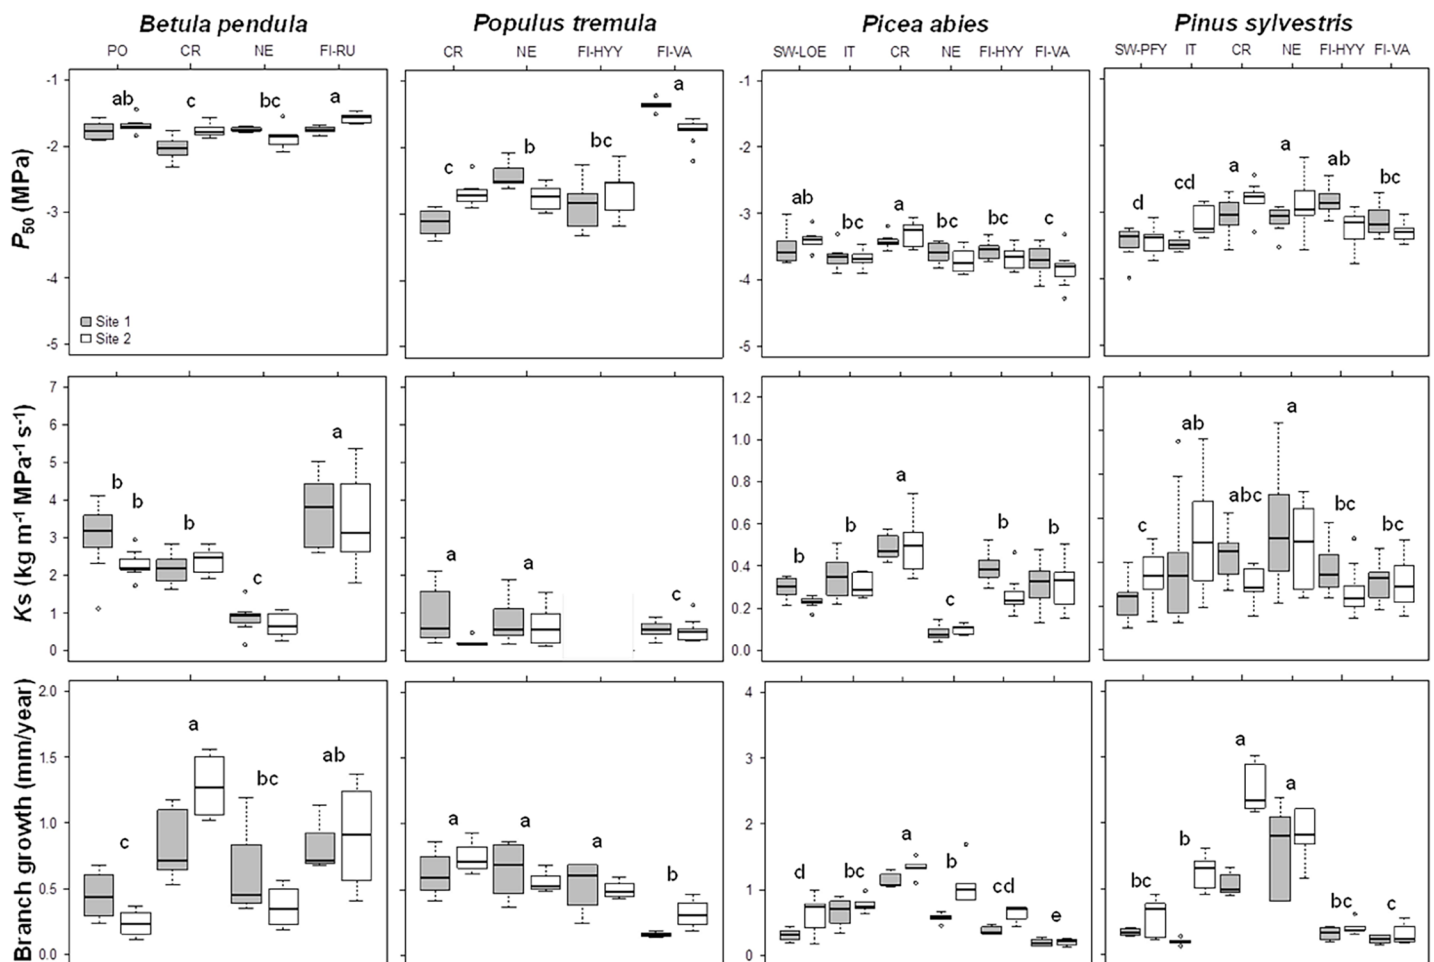 Betula pendula Populus tremula Picea abies Pinus sylvestris
PO CR NE FI-RU CR NE FI-HYY FI-VA SW-LOE IT CR NE FI-HYY FI-VA SW-PFY IT CR NE FI-HYY FI-VA
P50 (MPa)
-1
-2
-3
-4
-5
ab c bc a
Site 1
Site 2
c b bc a
-1
-2
-3
-4
-5
ab bc a bc bc c
d cd a a ab bc
Ks (kg m-1 MPa-1 s-1)
7
6
5
4
3
2
1
0
b b b c a
a a c
1.2
1.0
0.8
0.6
0.4
0.2
0.0
b b a c b b
c ab abc a bc bc
Branch growth (mm/year)
2.0
1.5
1.0
0.5
0.0
c a bc ab
a a a b
4
3
2
1
0
d bc a b cd e
bc b a a bc c